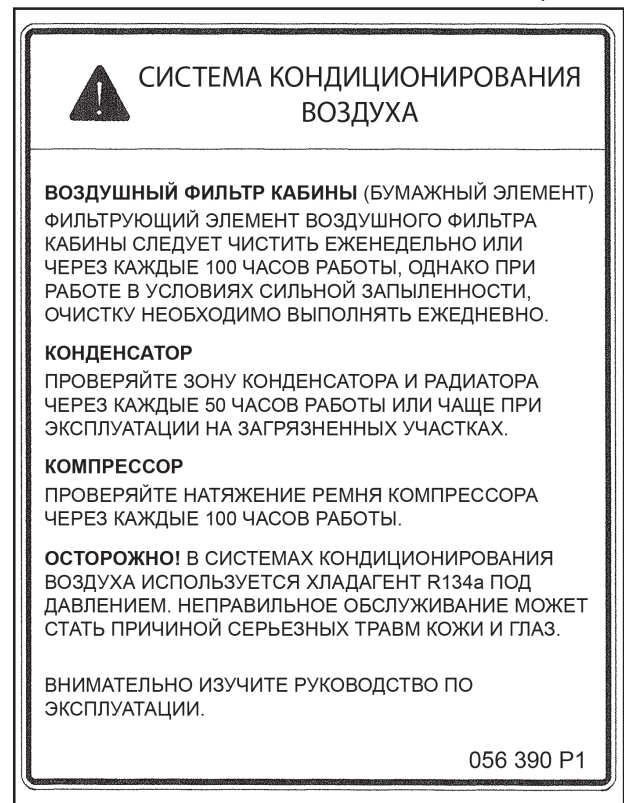 СИСТЕМА КОНДИЦИОНИРОВАНИЯ
ВОЗДУХА
ВОЗДУШНЫЙ ФИЛЬТР КАБИНЫ (БУМАЖНЫЙ ЭЛЕМЕНТ)
ФИЛЬТРУЮЩИЙ ЭЛЕМЕНТ ВОЗДУШНОГО ФИЛЬТРА
КАБИНЫ СЛЕДУЕТ ЧИСТИТЬ ЕЖЕНЕДЕЛЬНО ИЛИ
ЧЕРЕЗ КАЖДЫЕ 100 ЧАСОВ РАБОТЫ, ОДНАКО ПРИ
РАБОТЕ В УСЛОВИЯХ СИЛЬНОЙ ЗАПЫЛЕННОСТИ,
ОЧИСТКУ НЕОБХОДИМО ВЫПОЛНЯТЬ ЕЖЕДНЕВНО.
КОНДЕНСАТОР
ПРОВЕРЯЙТЕ ЗОНУ КОНДЕНСАТОРА И РАДИАТОРА
ЧЕРЕЗ КАЖДЫЕ 50 ЧАСОВ РАБОТЫ ИЛИ ЧАЩЕ ПРИ
ЭКСПЛУАТАЦИИ НА ЗАГРЯЗНЕННЫХ УЧАСТКАХ.
КОМПРЕССОР
ПРОВЕРЯЙТЕ НАТЯЖЕНИЕ РЕМНЯ КОМПРЕССОРА
ЧЕРЕЗ КАЖДЫЕ 100 ЧАСОВ РАБОТЫ.
ОСТОРОЖНО! В СИСТЕМАХ КОНДИЦИОНИРОВАНИЯ
ВОЗДУХА ИСПОЛЬЗУЕТСЯ ХЛАДАГЕНТ R134a ПОД
ДАВЛЕНИЕМ. НЕПРАВИЛЬНОЕ ОБСЛУЖИВАНИЕ МОЖЕТ
СТАТЬ ПРИЧИНОЙ СЕРЬЕЗНЫХ ТРАВМ КОЖИ И ГЛАЗ.
ВНИМАТЕЛЬНО ИЗУЧИТЕ РУКОВОДСТВО ПО
ЭКСПЛУАТАЦИИ.
056 390 P1